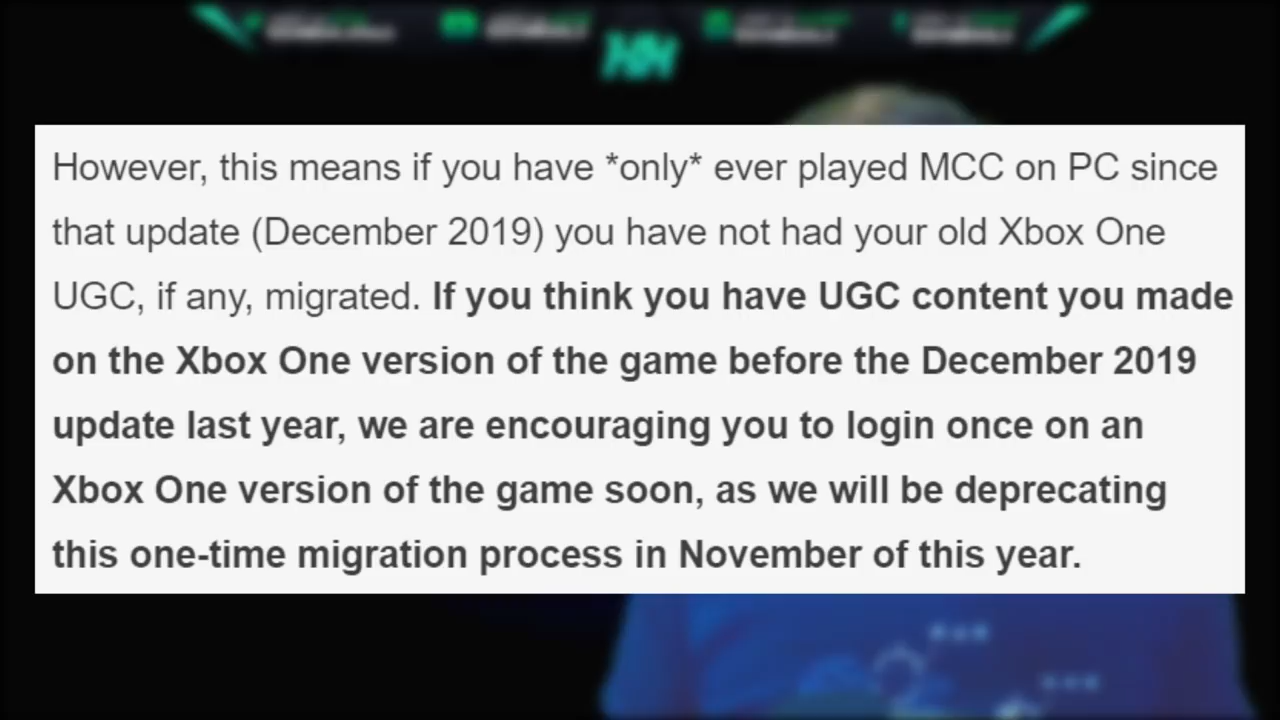 HH
However, this means if you have *only* ever played MCC on PC since
that update (December 2019) you have not had your old Xbox One
UGC, if any, migrated. If you think you have UGC content you made
on the Xbox One version of the game before the December 2019
update last year, we are encouraging you to login once on an
Xbox One version of the game soon, as we will be deprecating
this one-time migration process in November of this year.